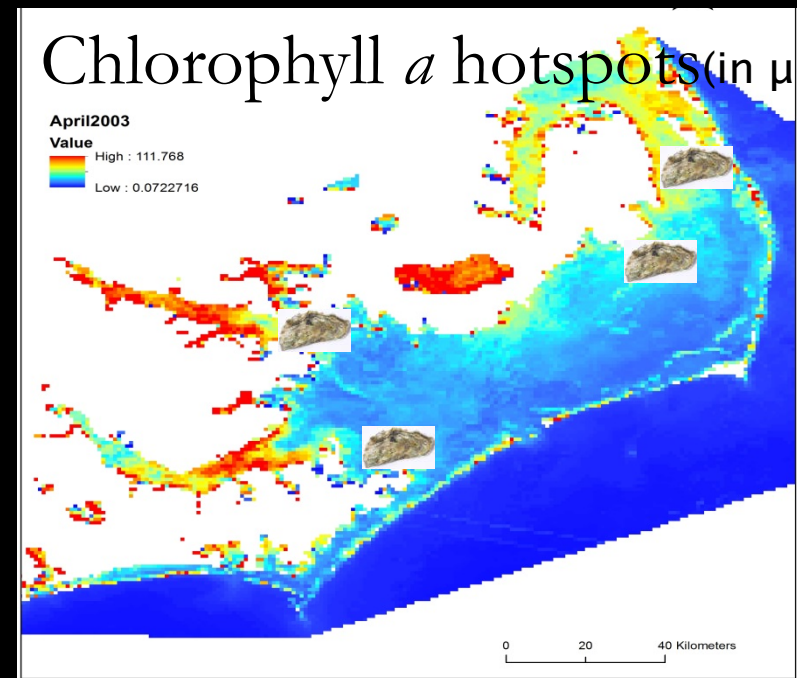 Chlorophyll a hotspots(in µ
April2003
Value
High : 111.768
Low : 0.0722716
0 20 40 Kilometers